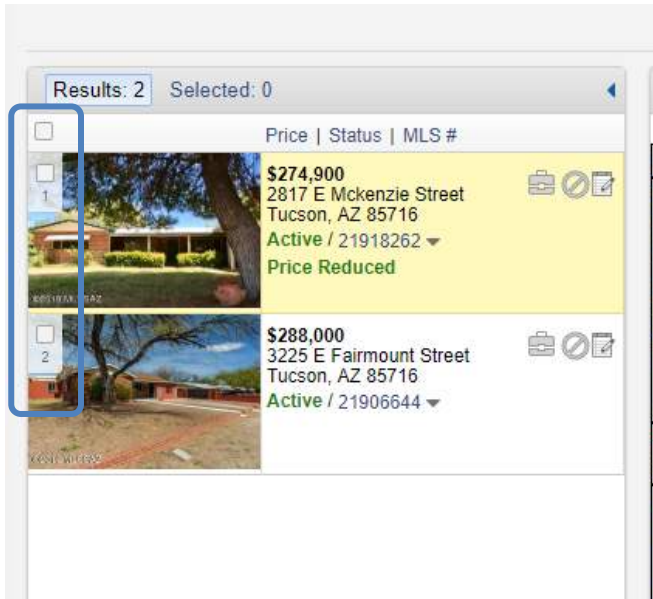 Results: 2 Selected: 0
Price | Status | MLS #
1
$274,900
2817 E Mckenzie Street
Tucson, AZ 85716
Active / 21918262
Price Reduced
2
$288,000
3225 E Fairmount Street
Tucson, AZ 85716
Active / 21906644